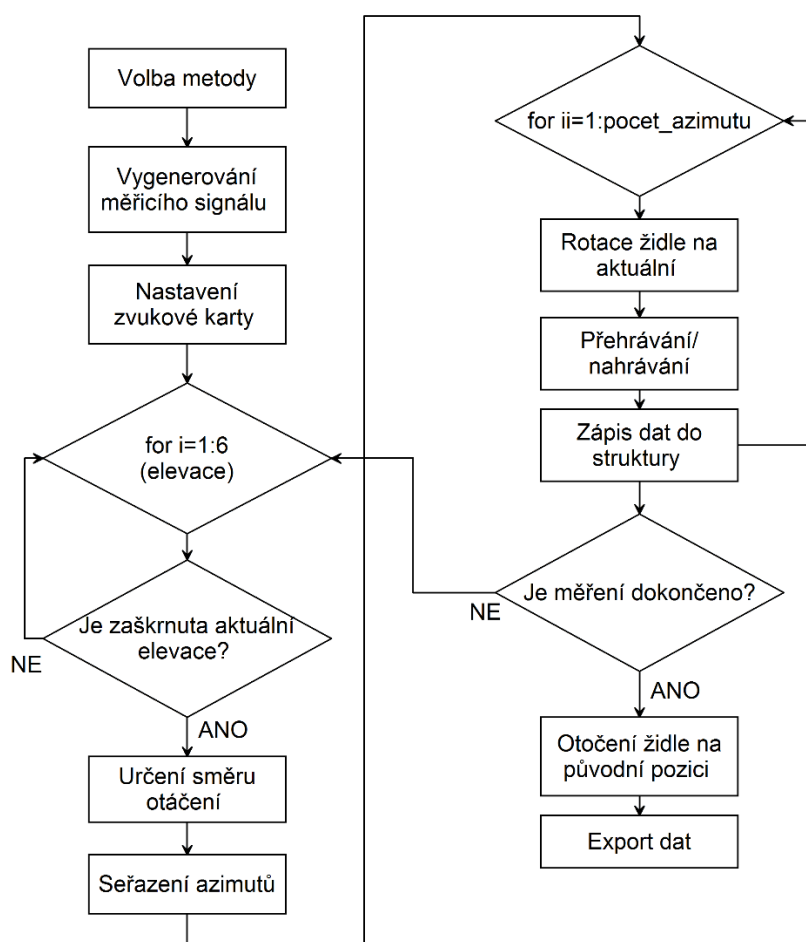 Volba metody
Vygenerování
měřicího signálu
Nastavení
zvukové karty
for i=1:6
(elevace)
Je zaškrnuta aktuální
elevace?
NE
ANO
Určení směru
otáčení
Seřazení azimutů
for ii=1:pocet_azimutu
Rotace židle na
aktuální
Přehrávání/
nahrávání
Zápis dat do
struktury
Je měření dokončeno?
NE
ANO
Otočení židle na
původní pozici
Export dat